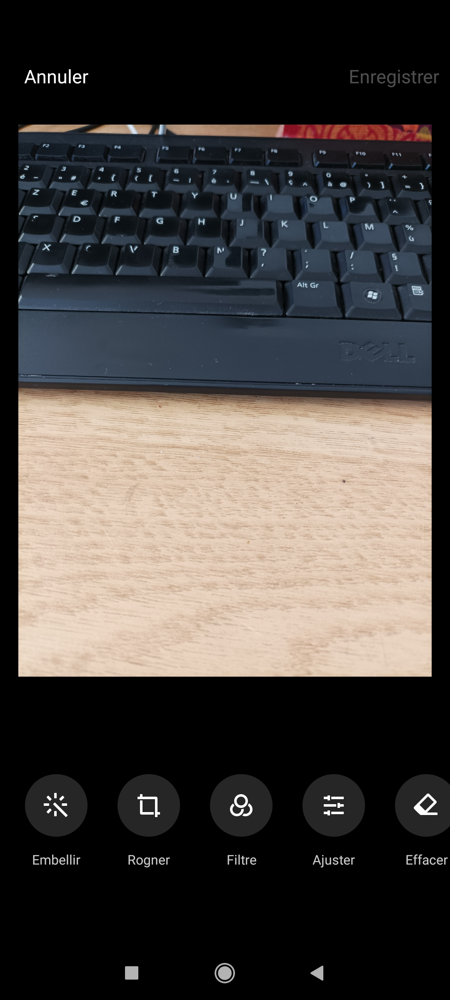 Annuler
Enregistrer
F2 F3 F4 F5 F6 F7 F8 F9 F10 F11
2 é ~ 3 " # 4 ' { 5 ( [ 6 - | 7 è ` 8 _ \ 9 ç ^ 0 à @ ° ) ] + = }
Z E € R T Y U I O P ¨ ^
D F G H J K L M % ù
X V B N ? , . ; / : § !
Alt Gr
DELL
Embellir
Rogner
Filtre
Ajuster
Effacer